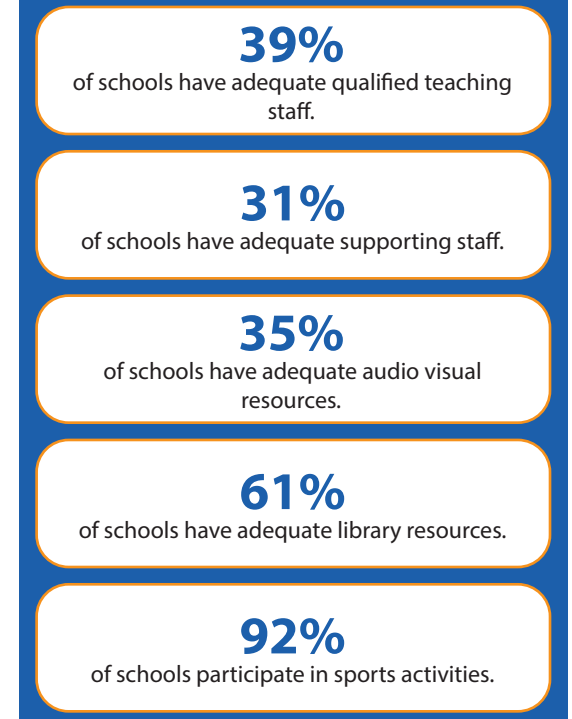 39%
of schools have adequate qualified teaching
staff.
31%
of schools have adequate supporting staff.
35%
of schools have adequate audio visual
resources.
61%
of schools have adequate library resources.
92%
of schools participate in sports activities.